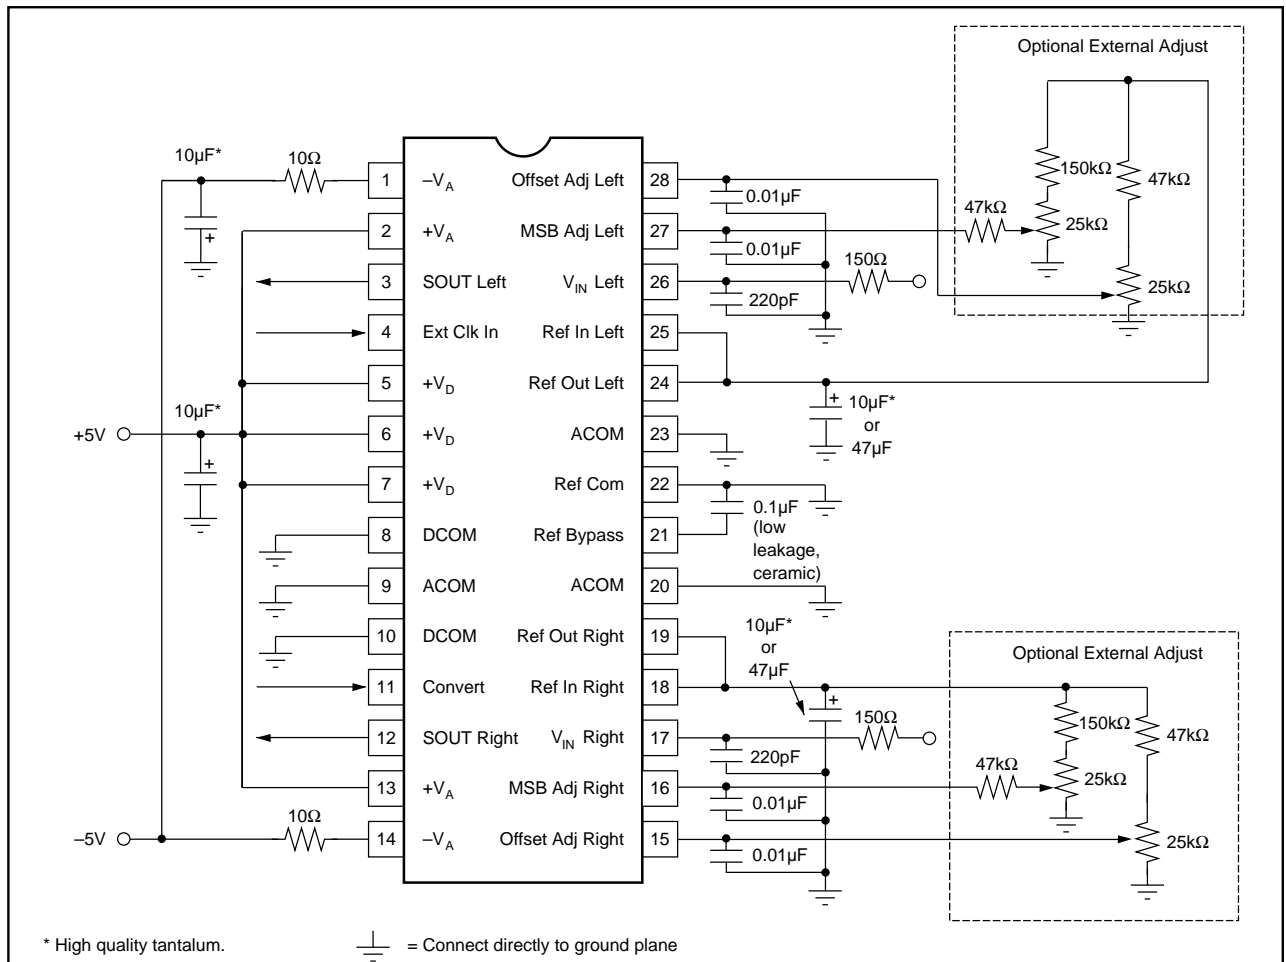 Optional External Adjust
10µF*
10Ω
1
–VA
Offset Adj Left
28
0.01µF
150kΩ
47kΩ
2
+VA
MSB Adj Left
27
47kΩ
25kΩ
0.01µF
150Ω
3
SOUT Left
VIN Left
26
220pF
25kΩ
4
Ext Clk In
Ref In Left
25
5
+VD
Ref Out Left
24
10µF*
or
47µF
10µF*
+5V
6
+VD
ACOM
23
7
+VD
Ref Com
22
0.1µF
(low
leakage,
ceramic)
8
DCOM
Ref Bypass
21
9
ACOM
ACOM
20
10
DCOM
Ref Out Right
19
10µF*
or
47µF
Optional External Adjust
11
Convert
Ref In Right
18
150Ω
150kΩ
47kΩ
12
SOUT Right
VIN Right
17
220pF
47kΩ
25kΩ
13
+VA
MSB Adj Right
16
0.01µF
–5V
10Ω
14
–VA
Offset Adj Right
15
0.01µF
25kΩ
* High quality tantalum.
= Connect directly to ground plane